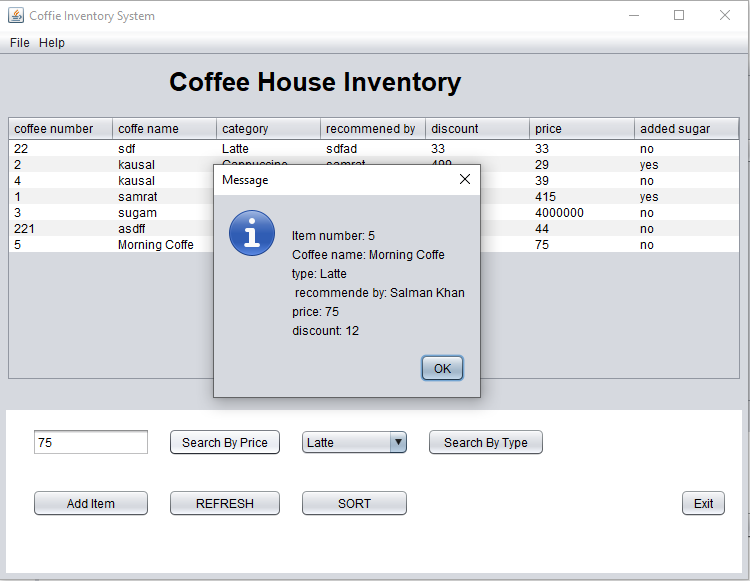 Coffie Inventory System
File Help
Coffee House Inventory
coffee number coffe name category recommened by discount price added sugar
22 sdf Latte sdfad 33 33 no
2 kausal 29 yes
4 kausal 39 no
1 samrat 415 yes
3 sugam 4000000 no
221 asdff 44 no
5 Morning Coffe 75 no
Message
Item number: 5
Coffee name: Morning Coffe
type: Latte
recommende by: Salman Khan
price: 75
discount: 12
OK
75 Search By Price Latte Search By Type
Add Item REFRESH SORT Exit